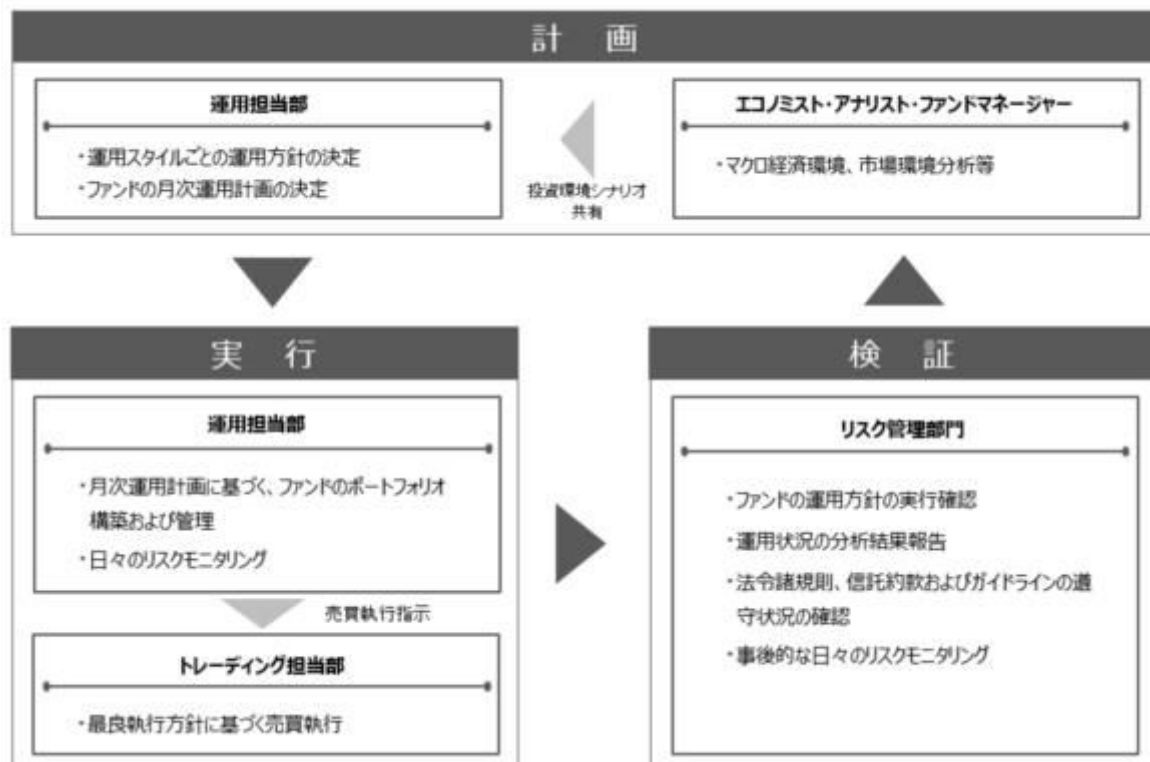 計 画
運用担当部
・運用スタイルごとの運用方針の決定
・ファンドの月次運用計画の決定
投資環境シナリオ
共有
エコノミスト・アナリスト・ファンドマネージャー
・マクロ経済環境、市場環境分析等
実 行
運用担当部
・月次運用計画に基づく、ファンドのポートフォリオ
構築および管理
・日々のリスクモニタリング
売買執行指示
トレーディング担当部
・最良執行方針に基づく売買執行
検 証
リスク管理部門
・ファンドの運用方針の実行確認
・運用状況の分析結果報告
・法令諸規則、信託約款およびガイドラインの遵
守状況の確認
・事後的な日々のリスクモニタリング